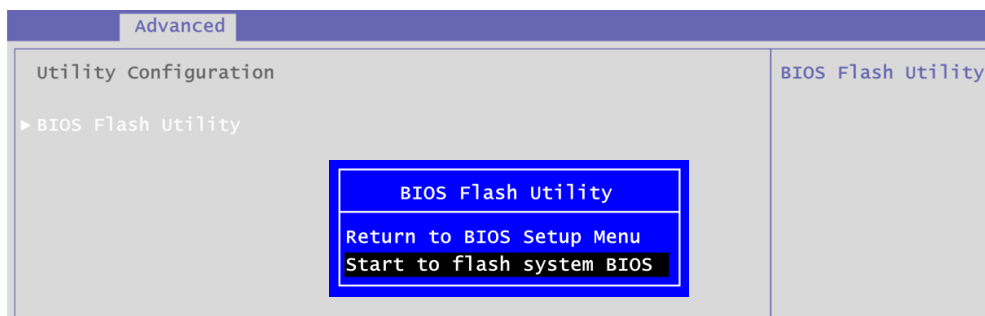 Advanced
Utility Configuration
BIOS Flash Utility
► BIOS Flash Utility
BIOS Flash Utility
Return to BIOS Setup Menu
Start to flash system BIOS